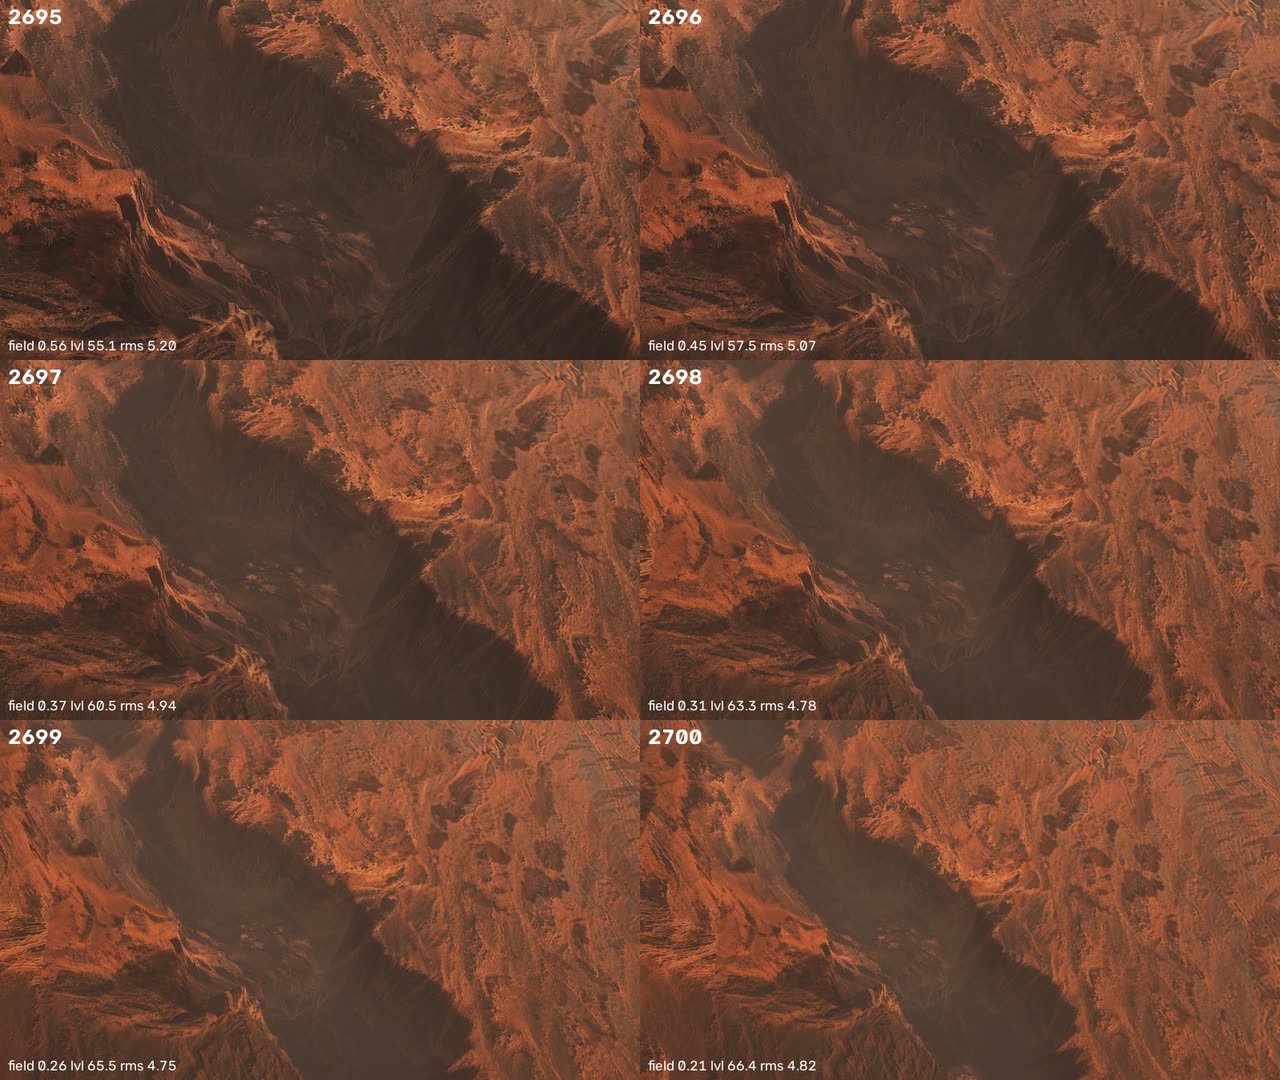 2695
2696
field 0.56 lvl 55.1 rms 5.20
field 0.45 lvl 57.5 rms 5.07
2697
2698
field 0.37 lvl 60.5 rms 4.94
field 0.31 lvl 63.3 rms 4.78
2699
2700
field 0.26 lvl 65.5 rms 4.75
field 0.21 lvl 66.4 rms 4.82